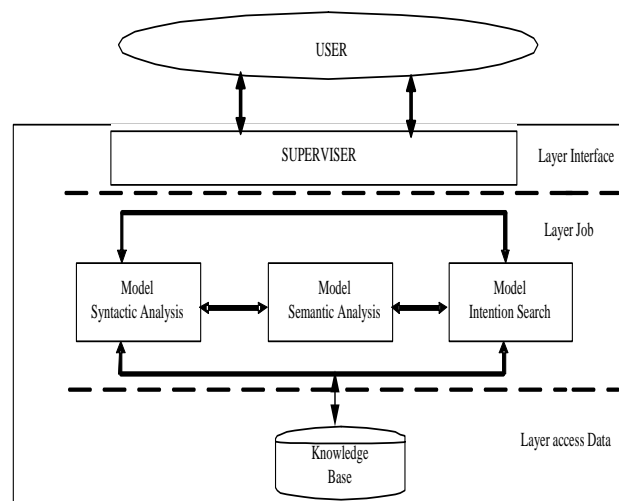 USER
SUPERVISER
Layer Interface
Layer Job
Model
Syntactic Analysis
Model
Semantic Analysis
Model
Intention Search
Layer access Data
Knowledge
Base